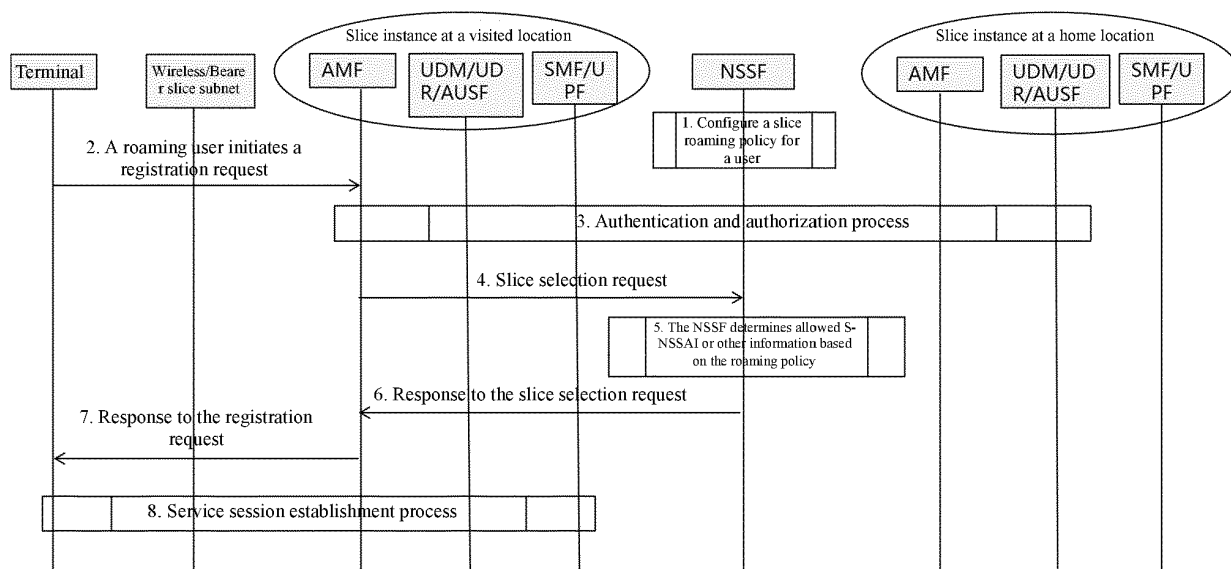 Slice instance at a visited location
Slice instance at a home location
Terminal
Wireless/Beare
r slice subnet
AMF
UDM/UD
R/AUSF
SMF/U
PF
NSSF
AMF
UDM/UD
R/AUSF
SMF/U
PF
1. Configure a slice
roaming policy for
a user
2. A roaming user initiates a
registration request
3. Authentication and authorization process
4. Slice selection request
5. The NSSF determines allowed S-
NSSAI or other information based
on the roaming policy
6. Response to the slice selection request
7. Response to the registration
request
8. Service session establishment process